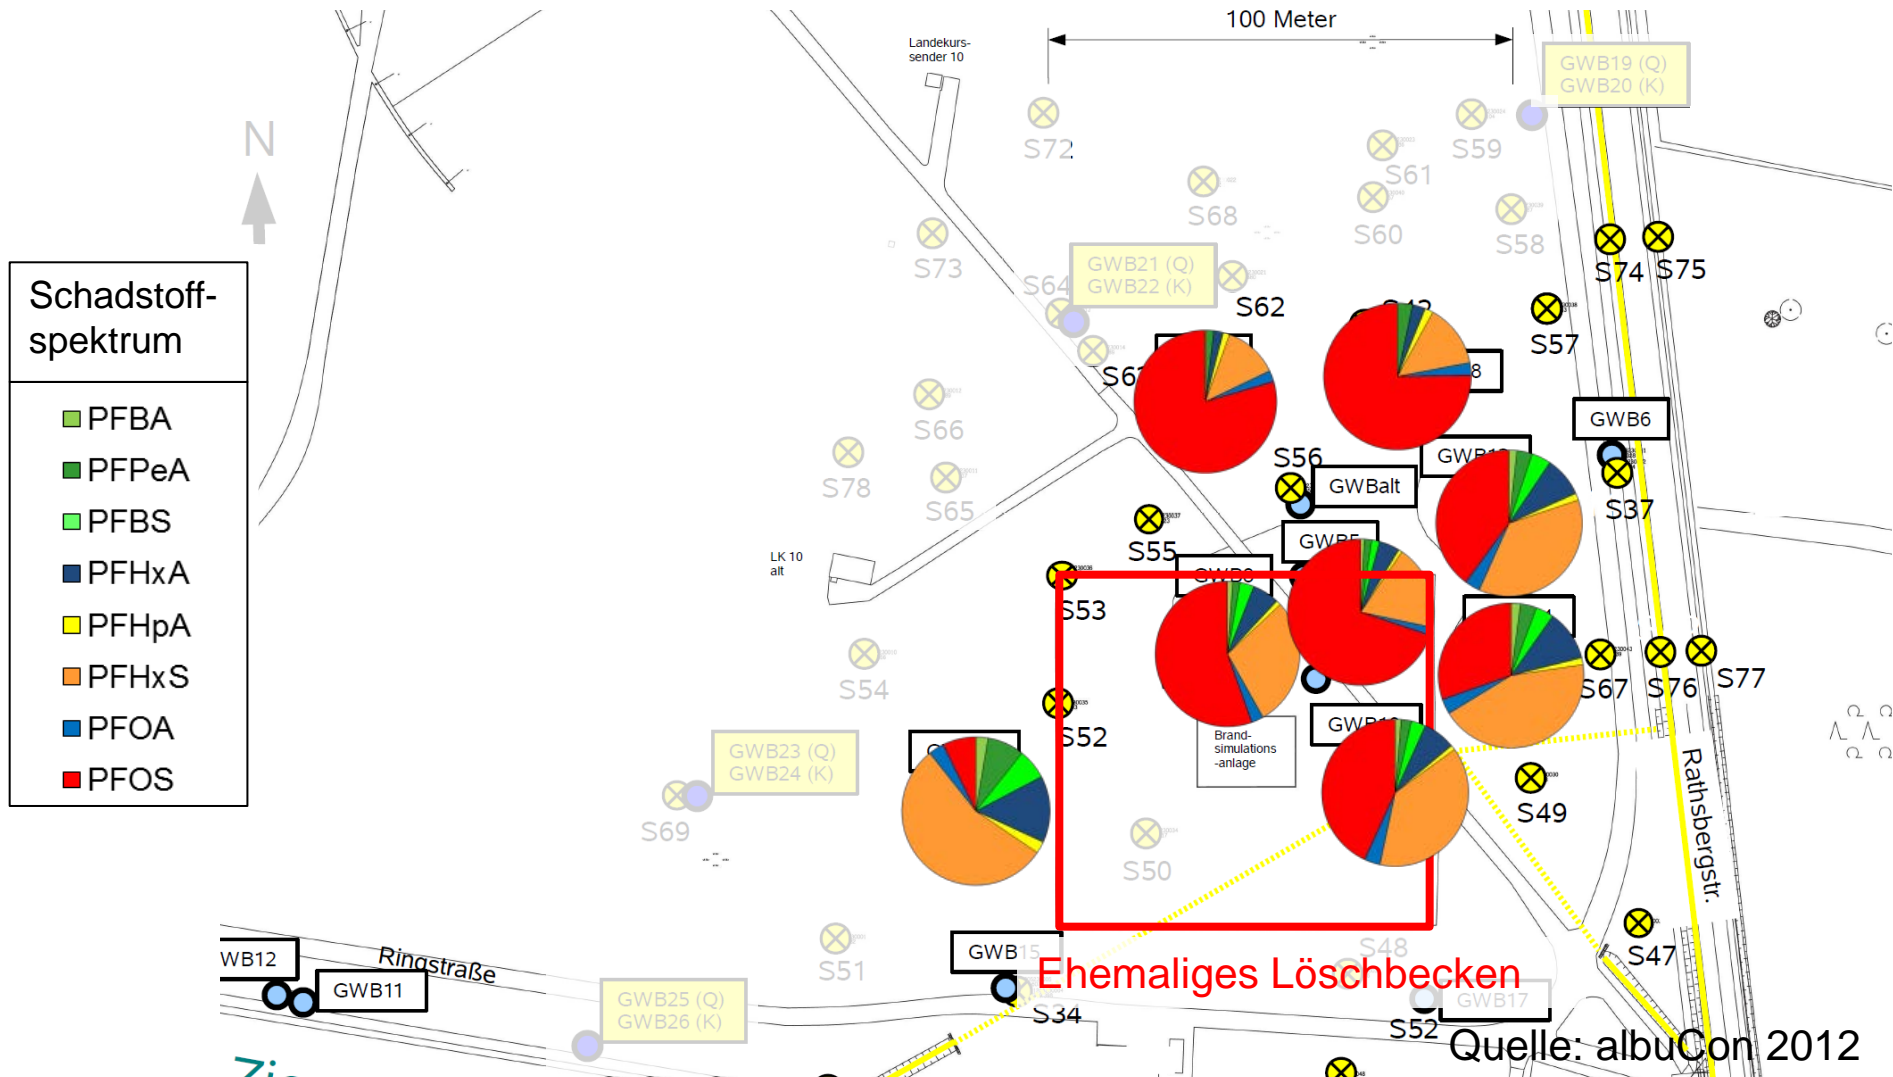 100 Meter
Landekurs-
sender 10
GWB19 (Q)
GWB20 (K)
N
S72
S61
S59
S68
S60
S58
S73
S74
S75
Schadstoff-
spektrum
PFBA
PFPeA
PFBS
PFHxA
PFHpA
PFHxS
PFOA
PFOS
GWB21 (Q)
GWB22 (K)
S64
S62
S57
S66
GWB6
S78
S65
S56
GWBalt
S37
S55
GWB5
LK 10
alt
S53
S54
S67
S76
S77
S52
Brand-
simulations
-anlage
GWB23 (Q)
GWB24 (K)
S69
S49
Rathsbergstr.
S50
S51
S48
S47
Ringstraße
GWB15
WB12
GWB11
Ehemaliges Löschbecken
GWB25 (Q)
GWB26 (K)
S34
S52
GWB17
Quelle: albuCon 2012